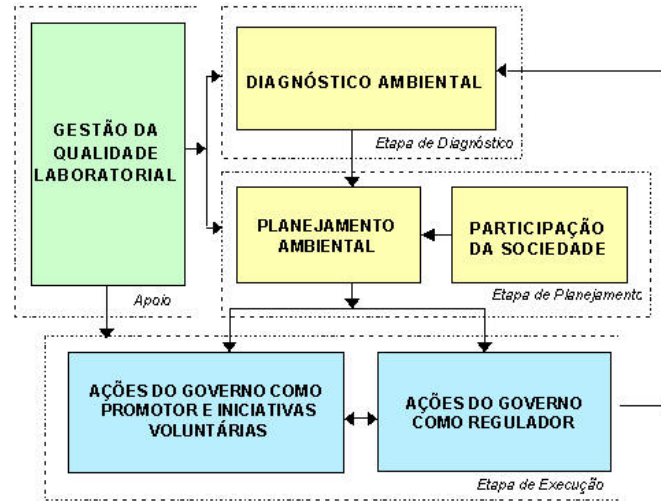 GESTÃO DA
QUALIDADE
LABORATORIAL
Apoio
DIAGNÓSTICO AMBIENTAL
Etapa de Diagnóstico
PLANEJAMENTO
AMBIENTAL
PARTICIPAÇÃO
DA SOCIEDADE
Etapa de Planejamento
AÇÕES DO GOVERNO COMO
PROMOTOR E INICIATIVAS
VOLUNTÁRIAS
AÇÕES DO GOVERNO
COMO REGULADOR
Etapa de Execução